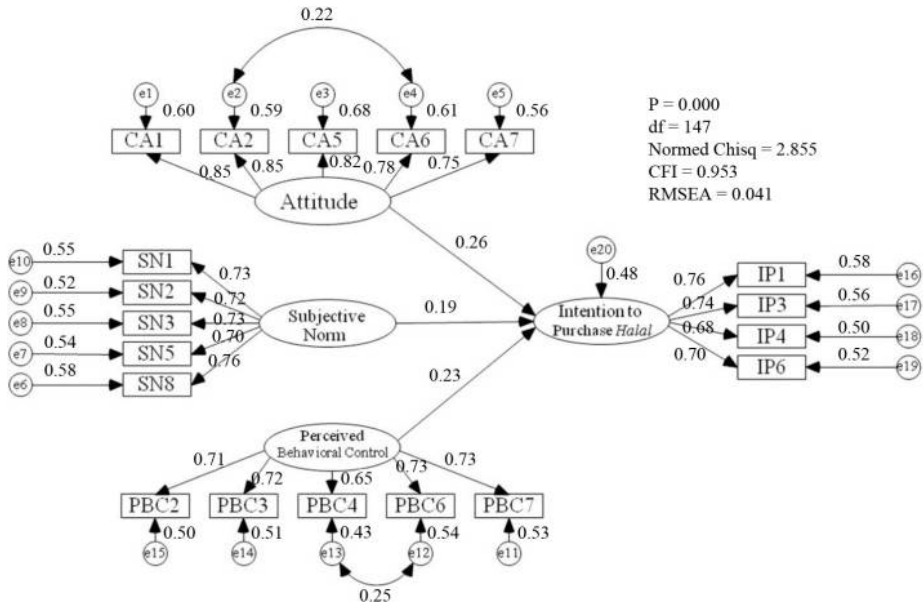 0.22
e1
e2
e3
e4
e5
0.60
0.59
0.68
0.61
0.56
CA1
CA2
CA5
CA6
CA7
0.85
0.85
0.82
0.78
0.75
Attitude
P = 0.000
df = 147
Normed Chisq = 2.855
CFI = 0.953
RMSEA = 0.041
0.26
e10
0.55
SN1
0.73
e9
0.52
SN2
0.72
e8
0.55
SN3
0.73
e7
0.54
SN5
0.70
e6
0.58
SN8
0.76
Subjective
Norm
0.19
e20
0.48
Intention to
Purchase Halal
0.76
IP1
0.58
e16
0.74
IP3
0.56
e17
0.68
IP4
0.50
e18
0.70
IP6
0.52
e19
0.23
Perceived
Behavioral Control
0.71
0.72
0.65
0.73
0.73
PBC2
PBC3
PBC4
PBC6
PBC7
0.50
0.51
0.43
0.54
0.53
e15
e14
e13
e12
e11
0.25